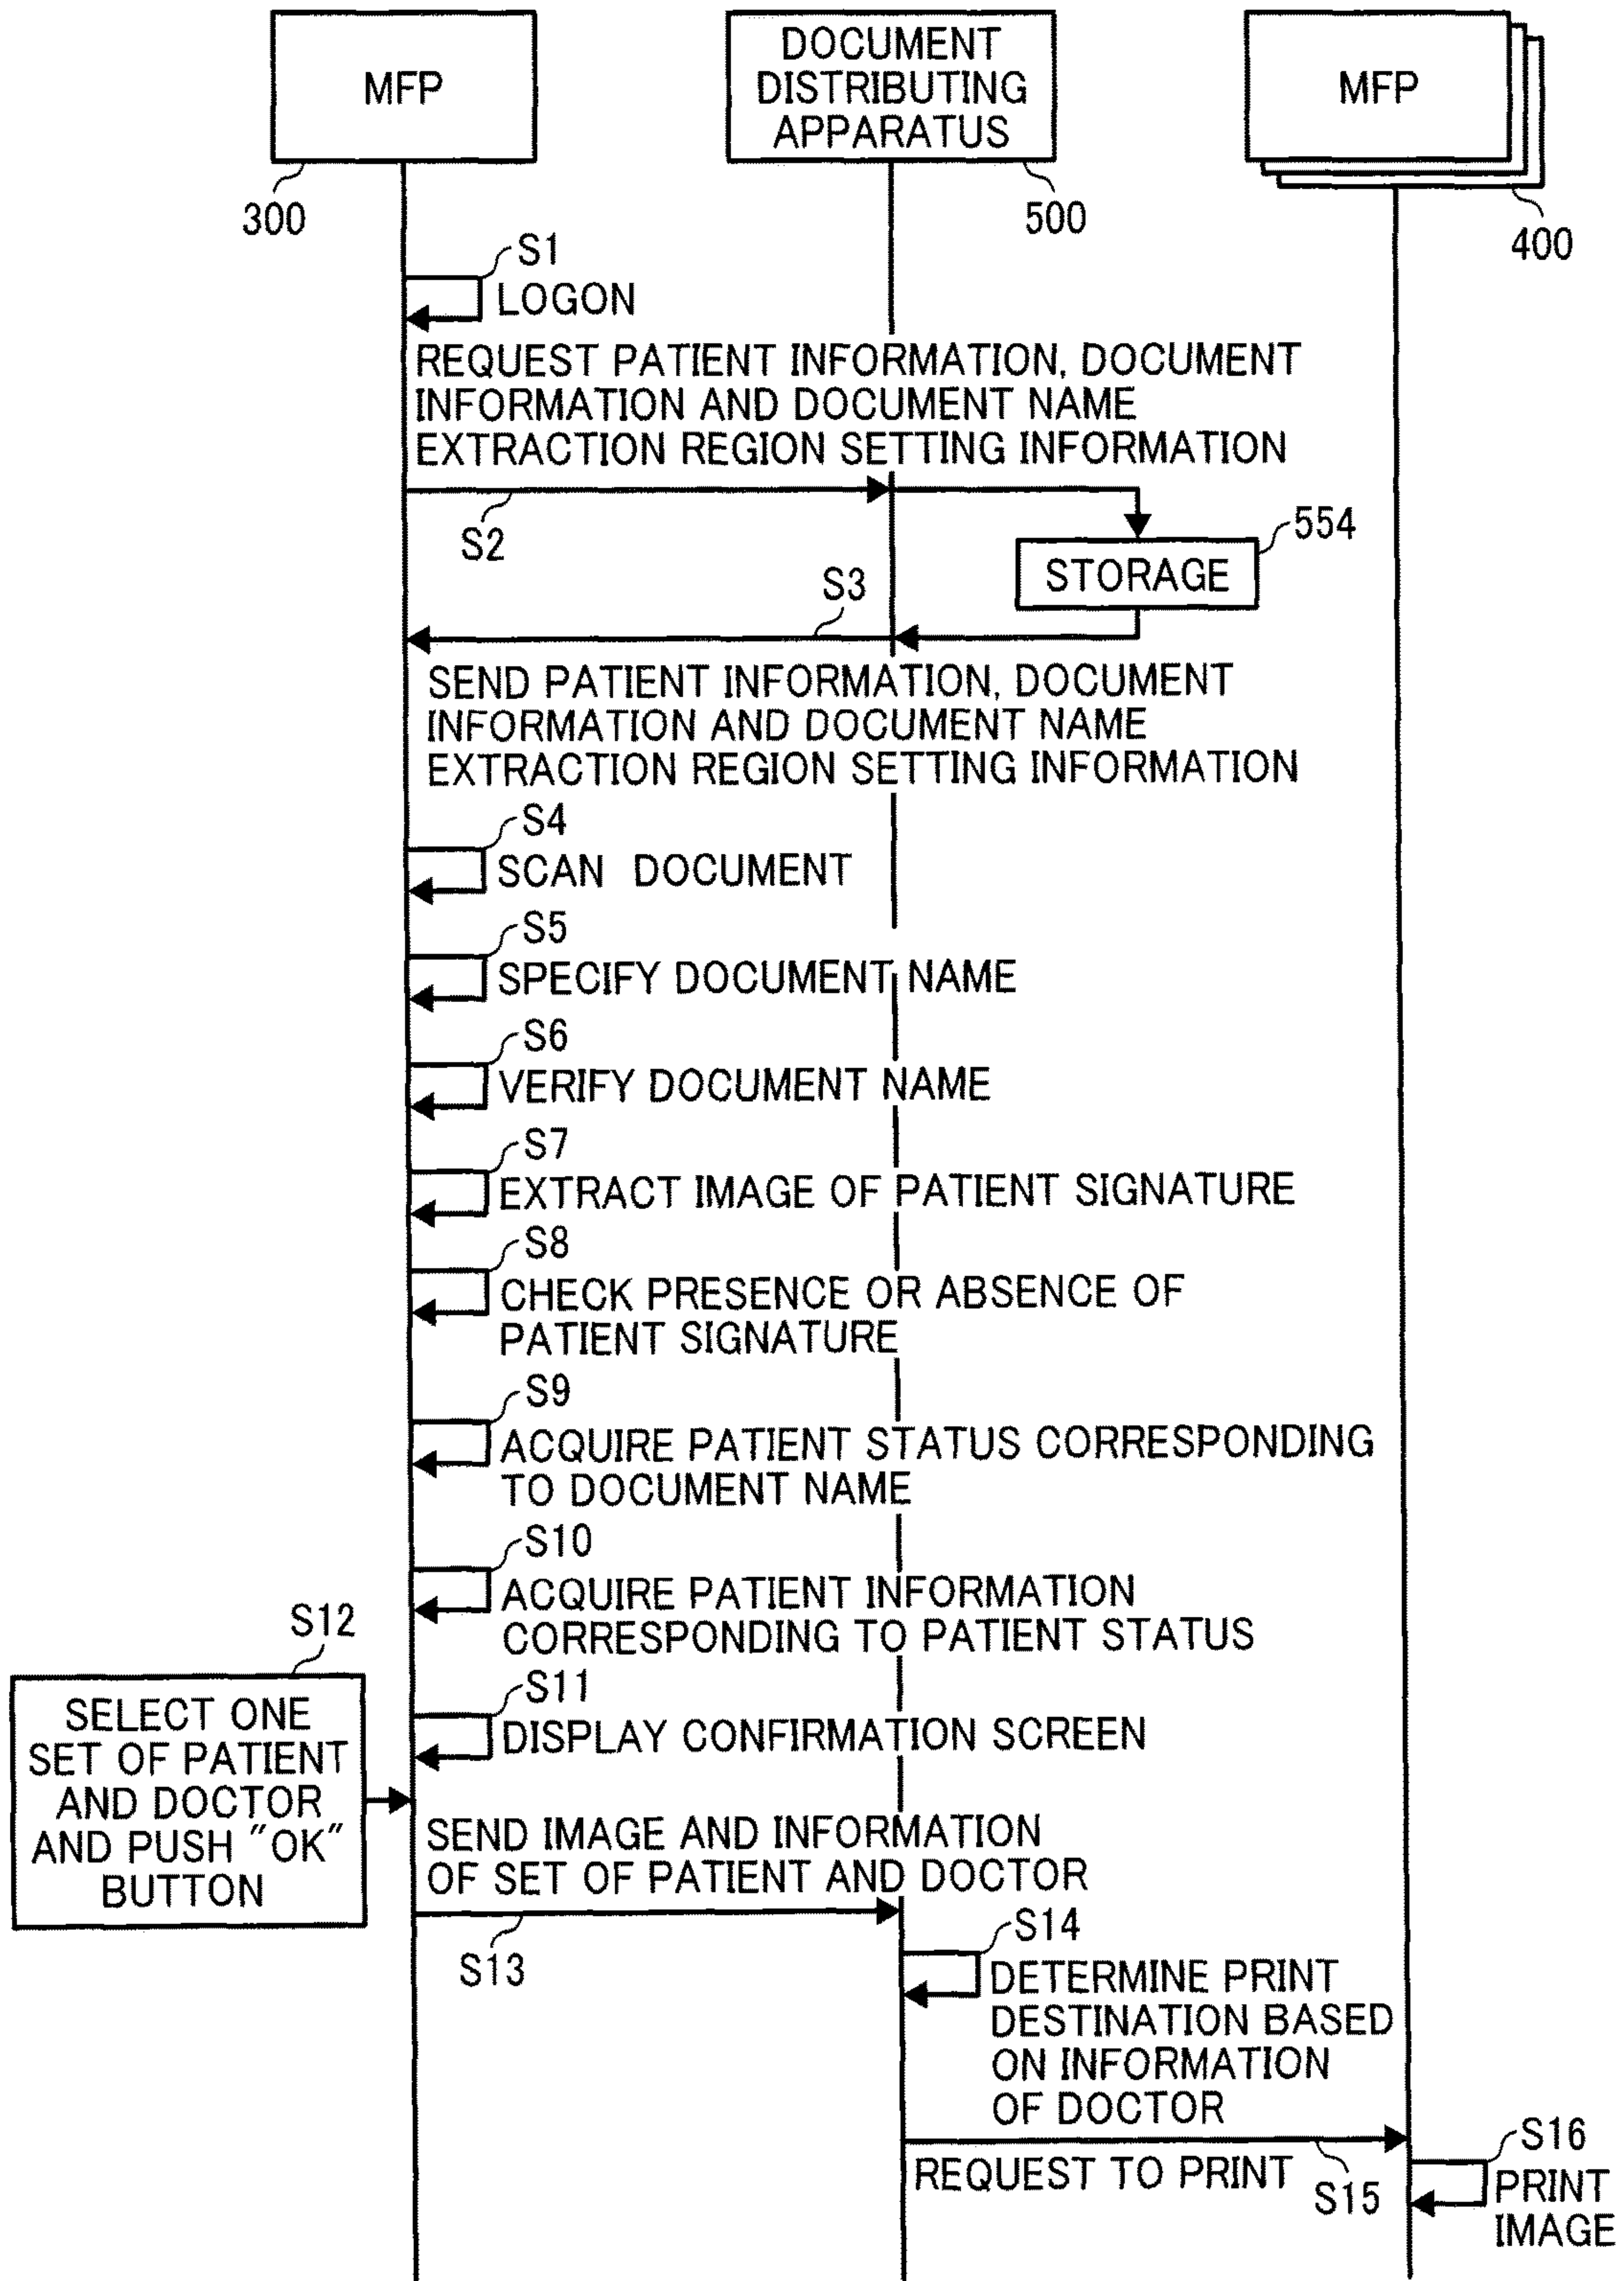 MFP
DOCUMENT
DISTRIBUTING
APPARATUS
MFP
300
500
400
S1
LOGON
REQUEST PATIENT INFORMATION, DOCUMENT
INFORMATION AND DOCUMENT NAME
EXTRACTION REGION SETTING INFORMATION
S2
554
STORAGE
S3
SEND PATIENT INFORMATION, DOCUMENT
INFORMATION AND DOCUMENT NAME
EXTRACTION REGION SETTING INFORMATION
S4
SCAN DOCUMENT
S5
SPECIFY DOCUMENT NAME
S6
VERIFY DOCUMENT NAME
S7
EXTRACT IMAGE OF PATIENT SIGNATURE
S8
CHECK PRESENCE OR ABSENCE OF
PATIENT SIGNATURE
S9
ACQUIRE PATIENT STATUS CORRESPONDING
TO DOCUMENT NAME
S10
ACQUIRE PATIENT INFORMATION
CORRESPONDING TO PATIENT STATUS
S11
DISPLAY CONFIRMATION SCREEN
S12
SELECT ONE
SET OF PATIENT
AND DOCTOR
AND PUSH "OK"
BUTTON
SEND IMAGE AND INFORMATION
OF SET OF PATIENT AND DOCTOR
S13
S14
DETERMINE PRINT
DESTINATION BASED
ON INFORMATION
OF DOCTOR
REQUEST TO PRINT
S15
S16
PRINT
IMAGE